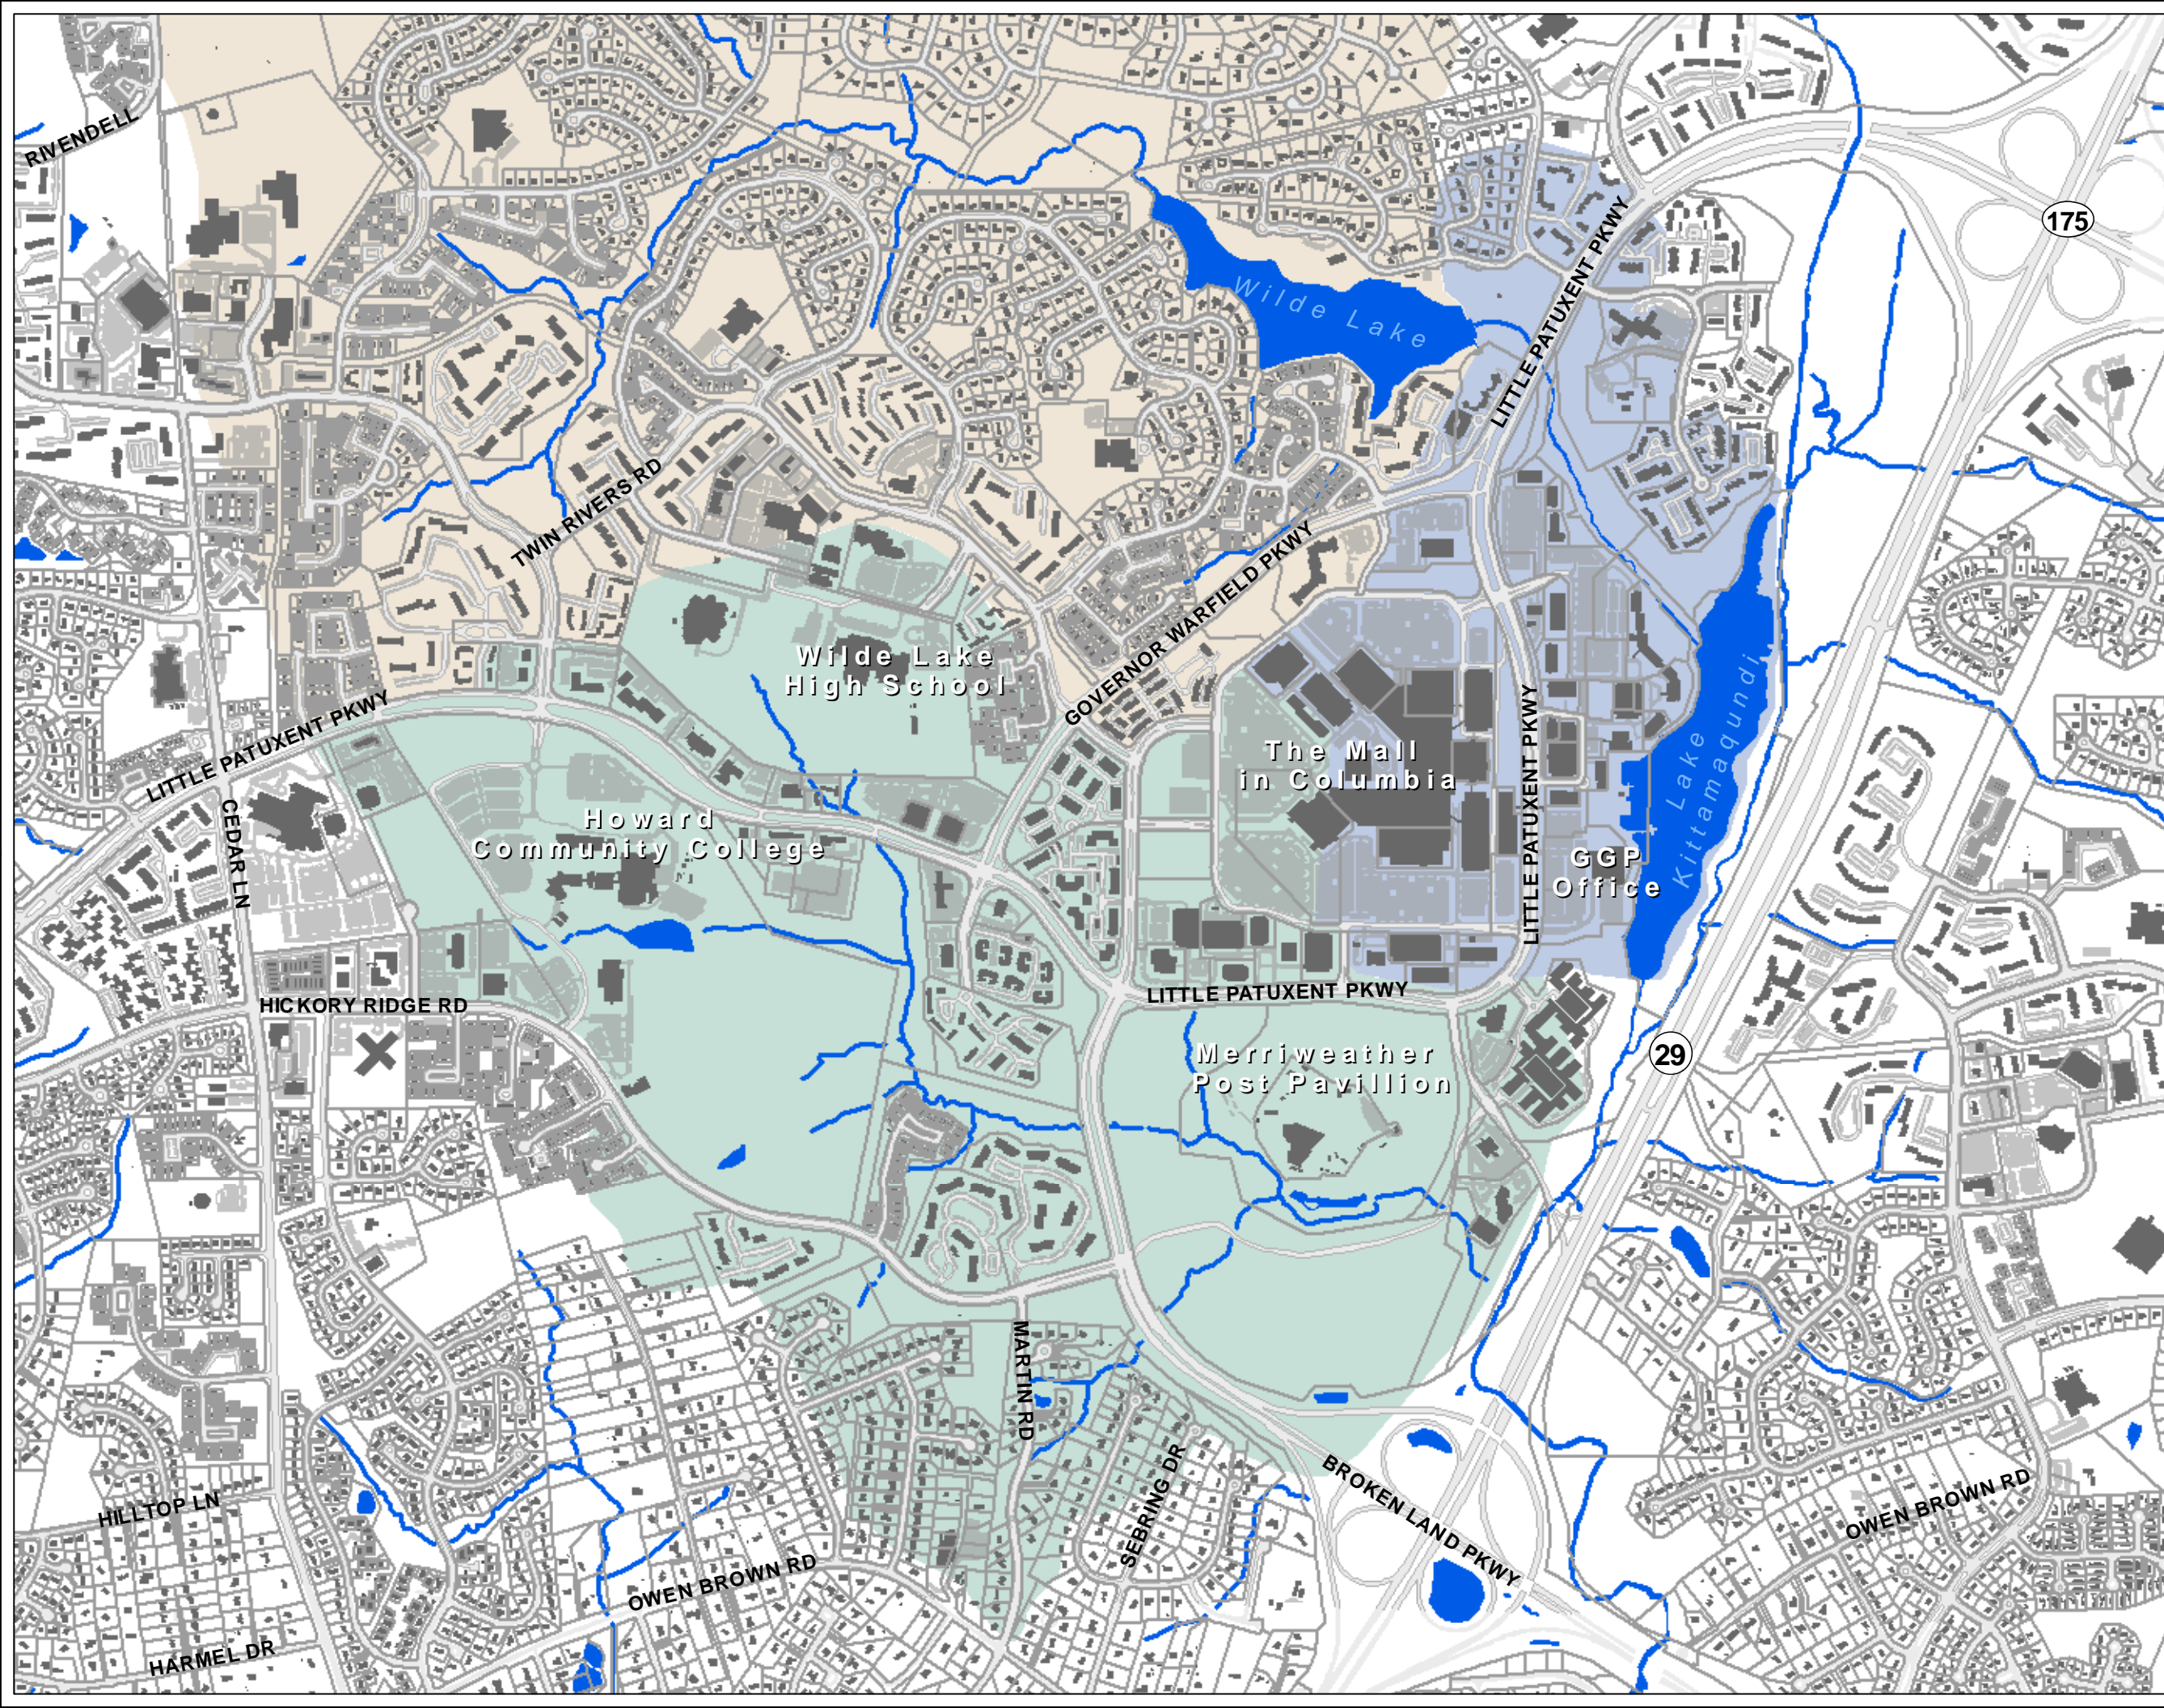 RIVENDELL
175
LITTLE PATUXENT PKWY
Wilde Lake
TWIN RIVERS RD
GOVERNOR WARFIELD PKWY
Wilde Lake
High School
LITTLE PATUXENT PKWY
LITTLE PATUXENT PKWY
Lake
Kittamaqundi
The Mall
in Columbia
CEDAR LN
Howard
Community College
GGP
Office
HICKORY RIDGE RD
LITTLE PATUXENT PKWY
29
Merriweather
Post Pavillion
MARTIN RD
SEBRING DR
BROKEN LAND PKWY
HILLTOP LN
OWEN BROWN RD
OWEN BROWN RD
HARMEL DR